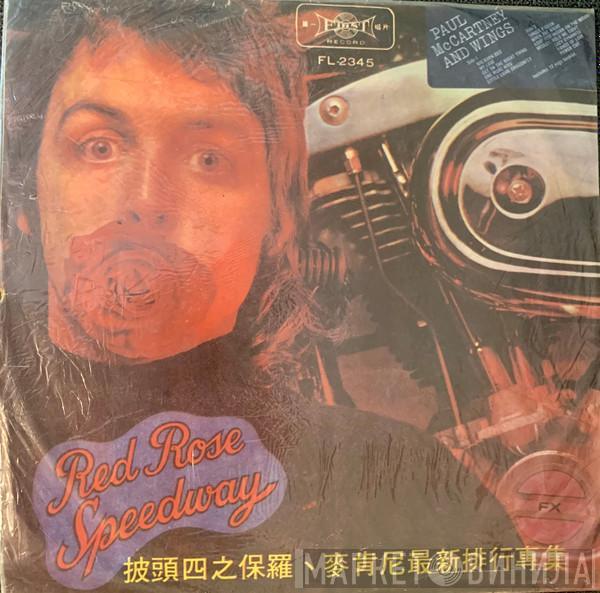 第一 First 唱片
RECORD
FL-2345
PAUL
McCARTNEY
AND WINGS
Red Rose
Speedway
FX
披頭四之保羅、麥肯尼最新排行專集
МАРКЕТ ВИНИЛА